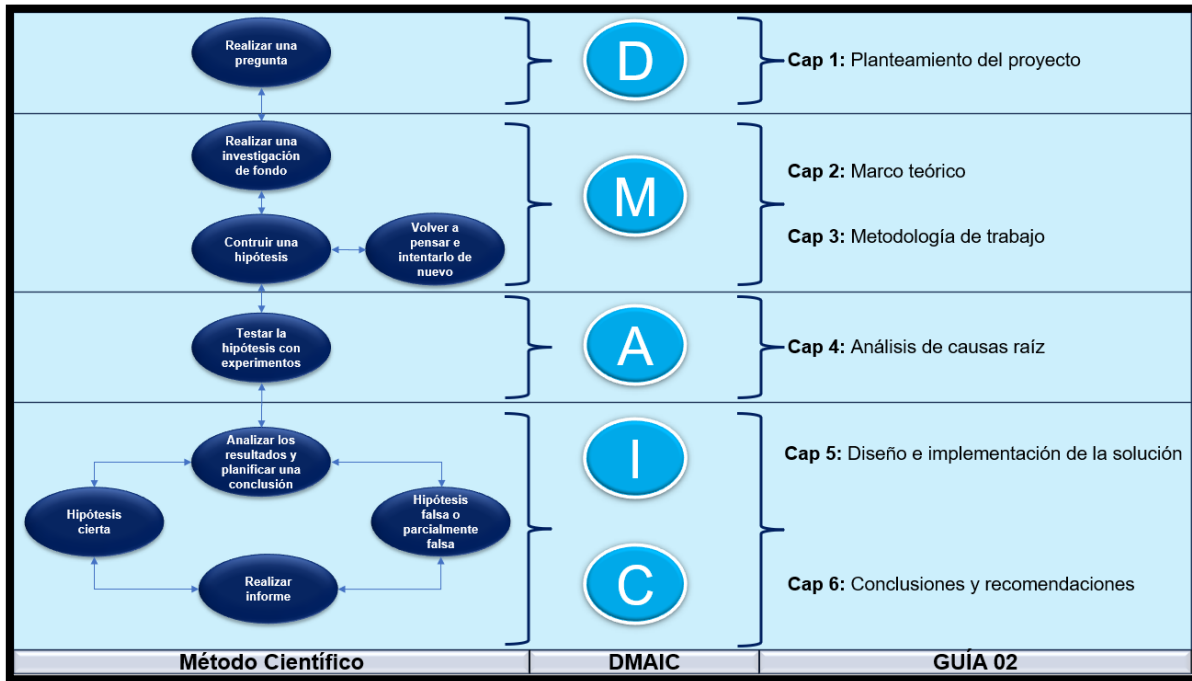 Realizar una
pregunta
D
Cap 1: Planteamiento del proyecto
Realizar una
investigación
de fondo
Contruir una
hipótesis
Volver a
pensar e
intentarlo de
nuevo
M
Cap 2: Marco teórico
Cap 3: Metodología de trabajo
Testar la
hipótesis con
experimentos
A
Cap 4: Análisis de causas raíz
Analizar los
resultados y
planificar una
conclusión
Hipótesis
cierta
Hipótesis
falsa o
parcialmente
falsa
Realizar
informe
I
C
Cap 5: Diseño e implementación de la solución
Cap 6: Conclusiones y recomendaciones
Método Científico
DMAIC
GUÍA 02